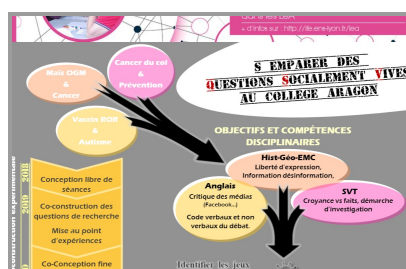 + d'infos sur : http://ife.ens-lyon.fr/lea
S EMPARER DES
QUESTIONS SOCIALEMENT VIVES
AU COLLEGE ARAGON
Cancer du col
&
Prévention
Maïs OGM
&
Cancer
Vaccin ROR
&
Autisme
OBJECTIFS ET COMPÉTENCES
DISCIPLINAIRES
Hist-Géo-EMC
Liberté d'expression,
Information désinformation,
Anglais
Critique des médias
(Facebook...)
Code verbaux et non
verbaux du débat.
SVT
Croyance vs faits, démarche
d'investigation
2018
2019
Conception libre de
séances
Co-construction des
questions de recherche
Mise au point
d'expériences
Co-Conception fine
Identifier les jeux